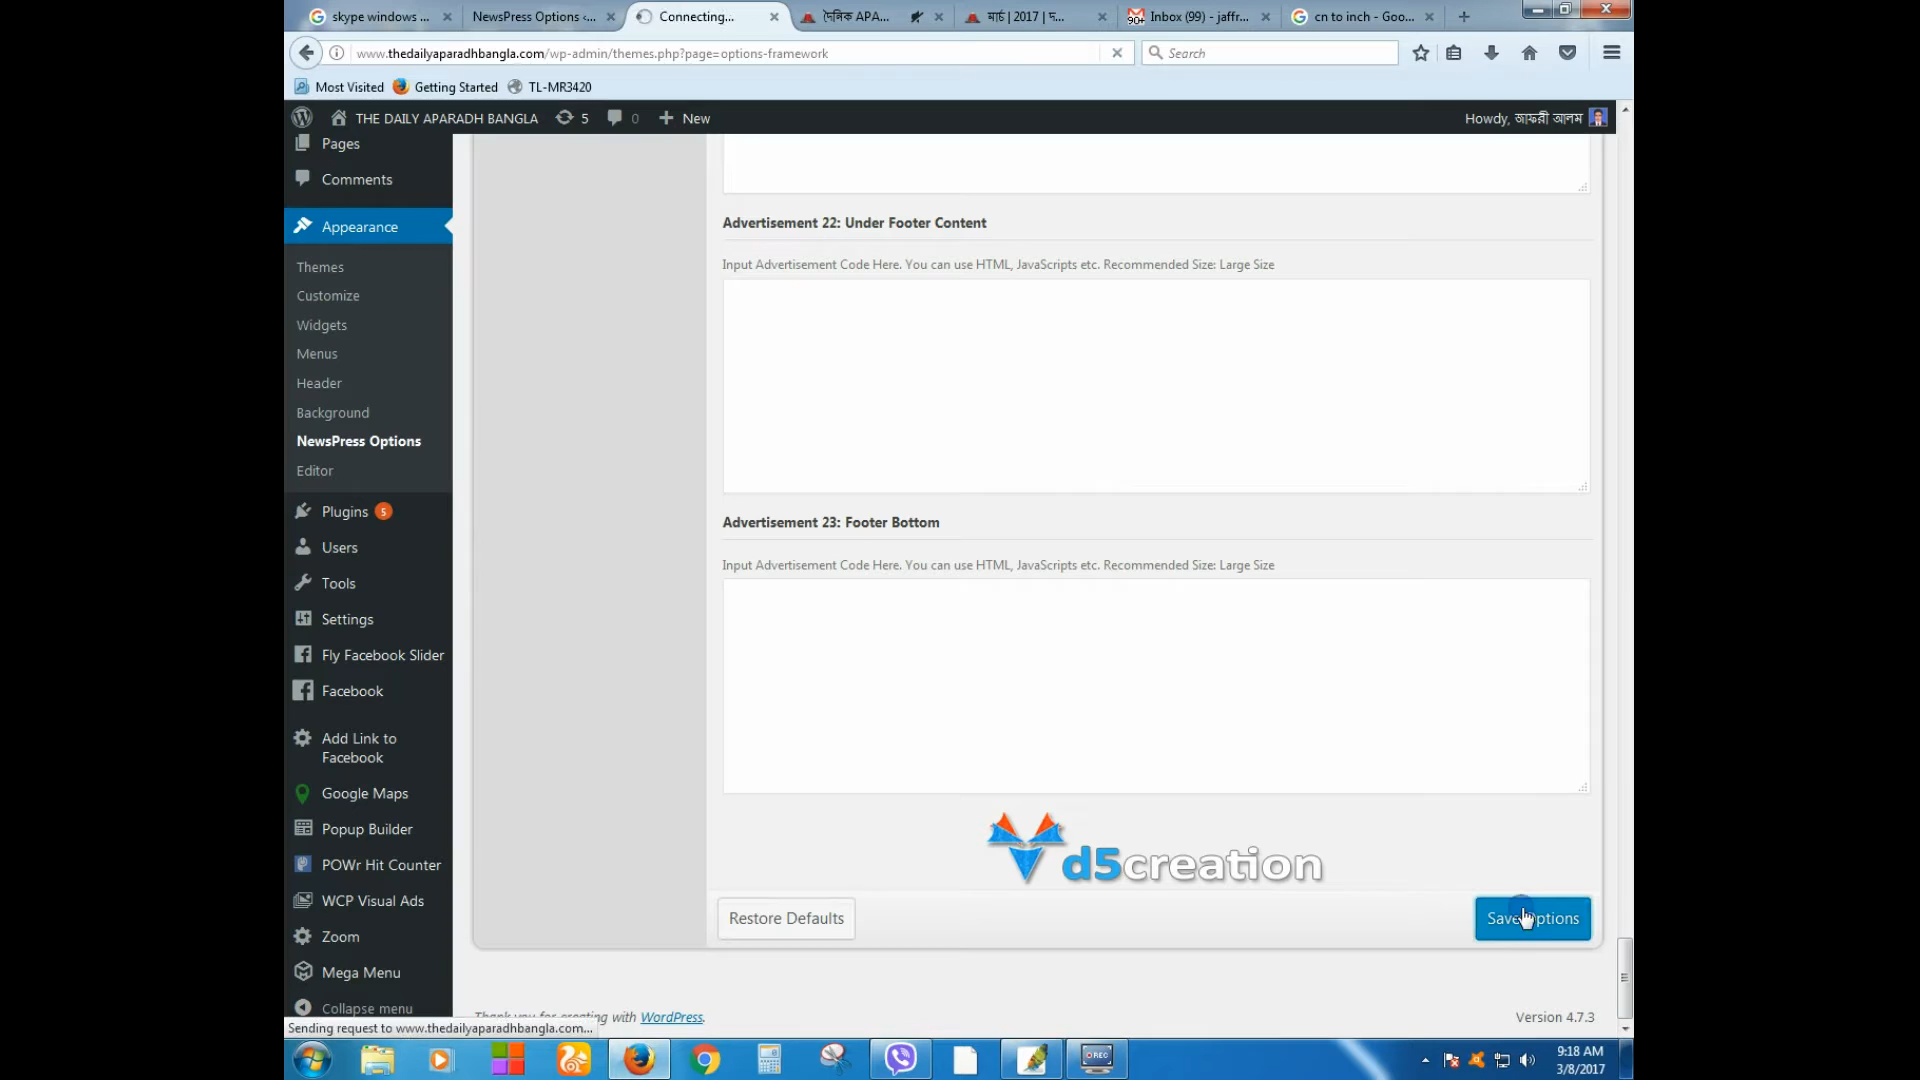 skype windows ...
NewsPress Options ‹...
Connecting...
দৈনিক APA...
মার্চ | 2017 | দ...
90+
Inbox (99) - jaffr...
cn to inch - Goo...
www.thedailyaparadhbangla.com/wp-admin/themes.php?page=options-framework
Search
Most Visited
Getting Started
TL-MR3420
THE DAILY APARADH BANGLA
5
0
New
Howdy, জাফরী আলম
Pages
Comments
Appearance
Themes
Customize
Widgets
Menus
Header
Background
NewsPress Options
Editor
Plugins 5
Users
Tools
Settings
Fly Facebook Slider
Facebook
Add Link to
Facebook
Google Maps
Popup Builder
POWr Hit Counter
WCP Visual Ads
Zoom
Mega Menu
Collapse menu
Advertisement 22: Under Footer Content
Input Advertisement Code Here. You can use HTML, JavaScripts etc. Recommended Size: Large Size
Advertisement 23: Footer Bottom
Input Advertisement Code Here. You can use HTML, JavaScripts etc. Recommended Size: Large Size
d5creation
Restore Defaults
Save Options
Thank you for creating with WordPress.
Version 4.7.3
Sending request to www.thedailyaparadhbangla.com...
REC
9:18 AM
3/8/2017